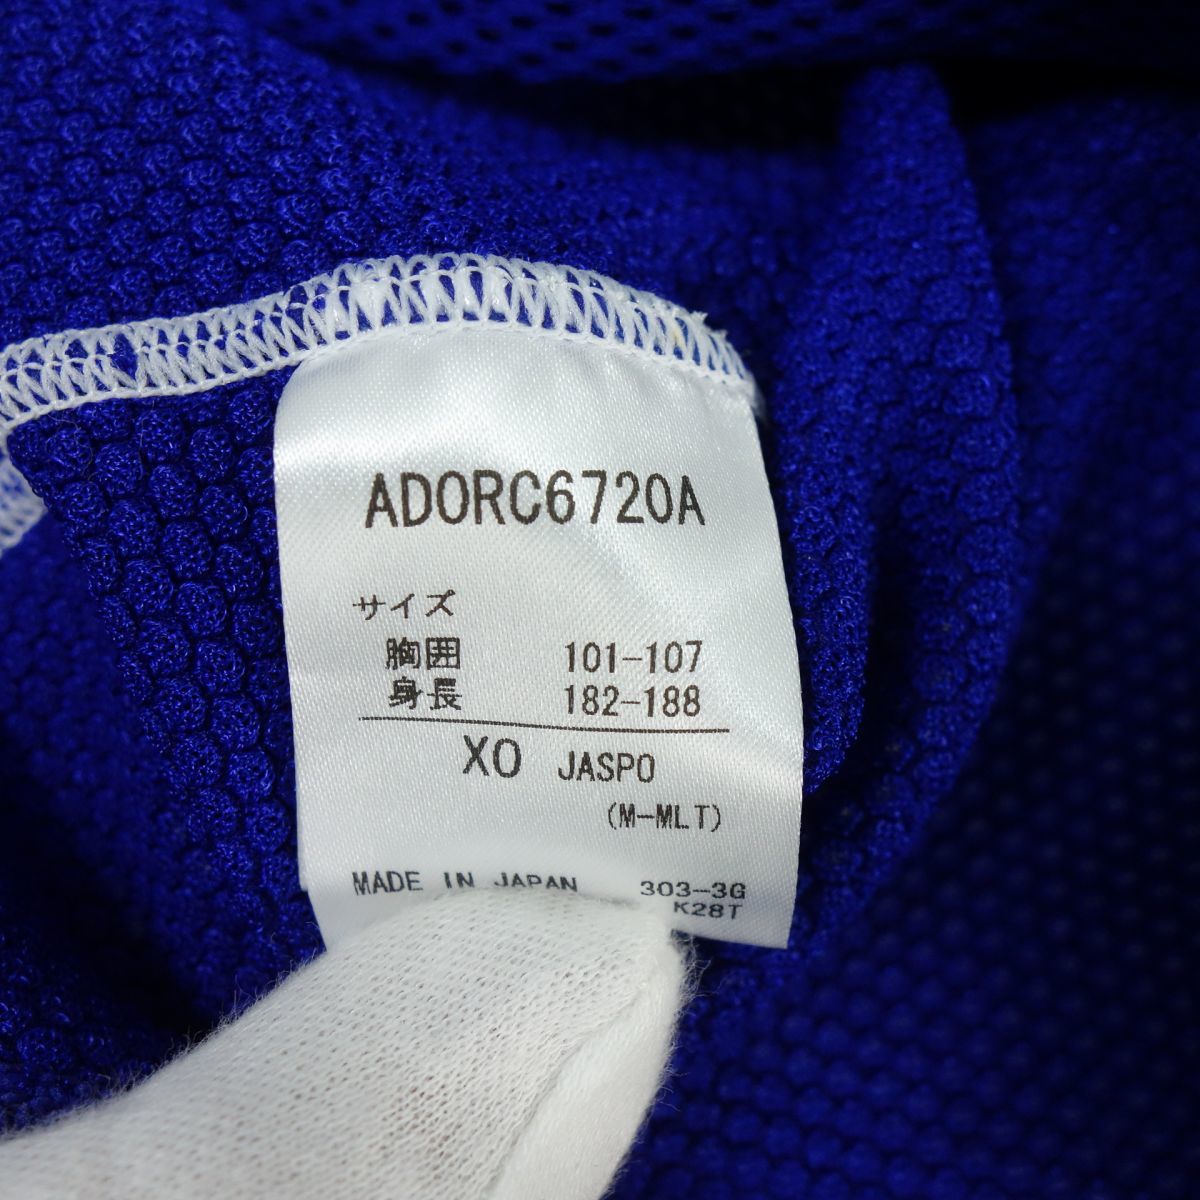 ADORC6720A
サイズ
胸囲 101-107
身長 182-188
XO JASPO
(M-MLT)
MADE IN JAPAN 303-3G
K28T